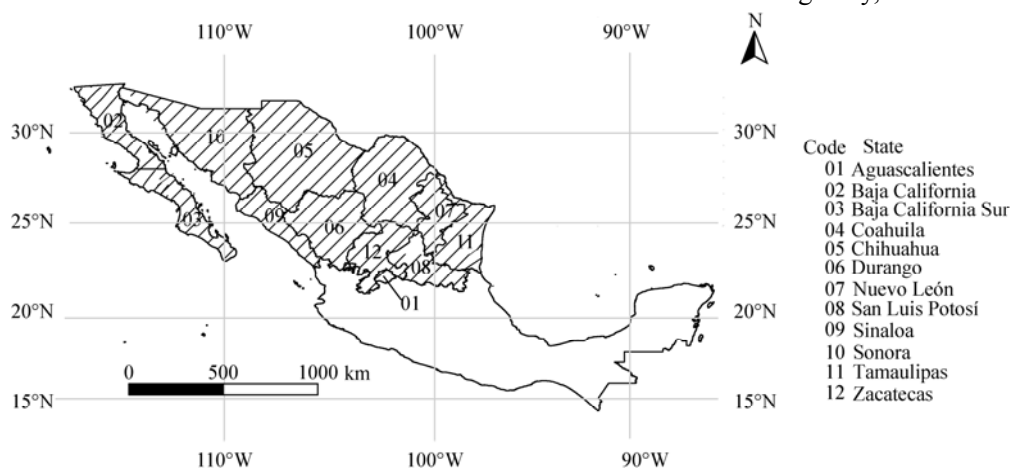 110°W 100°W 90°W
N
30°N 30°N
25°N 25°N
20°N 20°N
15°N 15°N
110°W 100°W 90°W
02
10
05
04
03
09
06
07
11
12
08
01
0 500 1000 km
Code State
01 Aguascalientes
02 Baja California
03 Baja California Sur
04 Coahuila
05 Chihuahua
06 Durango
07 Nuevo León
08 San Luis Potosí
09 Sinaloa
10 Sonora
11 Tamaulipas
12 Zacatecas